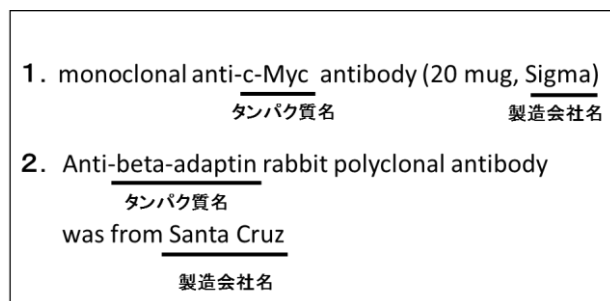 1. monoclonal anti-c-Myc antibody (20 mug, Sigma)
タンパク質名 製造会社名
2. Anti-beta-adaptin rabbit polyclonal antibody
タンパク質名
was from Santa Cruz
製造会社名